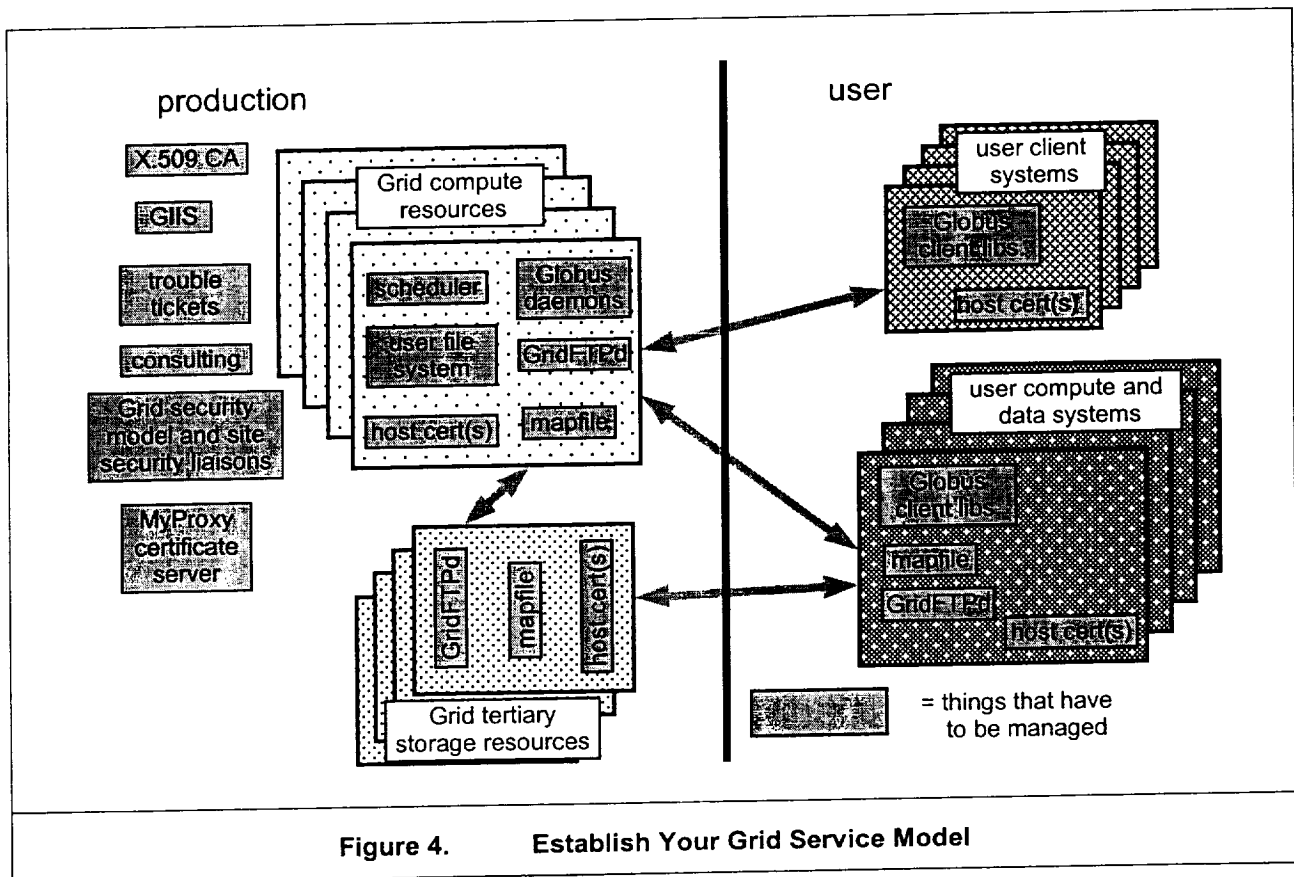 production
X.509 CA
GIIS
trouble
tickets
consulting
Grid security
model and site
security liaisons
MyProxy
certificate
server
Grid compute
resources
scheduler
Globus
daemons
user file
system
GridFTPd
host cert(s)
mapfile
GridFTPd
mapfile
host cert(s)
Grid tertiary
storage resources
user
user client
systems
Globus
client libs
host cert(s)
user compute and
data systems
Globus
client libs
mapfile
GridFTPd
host cert(s)
= things that have
to be managed
Figure 4. Establish Your Grid Service Model